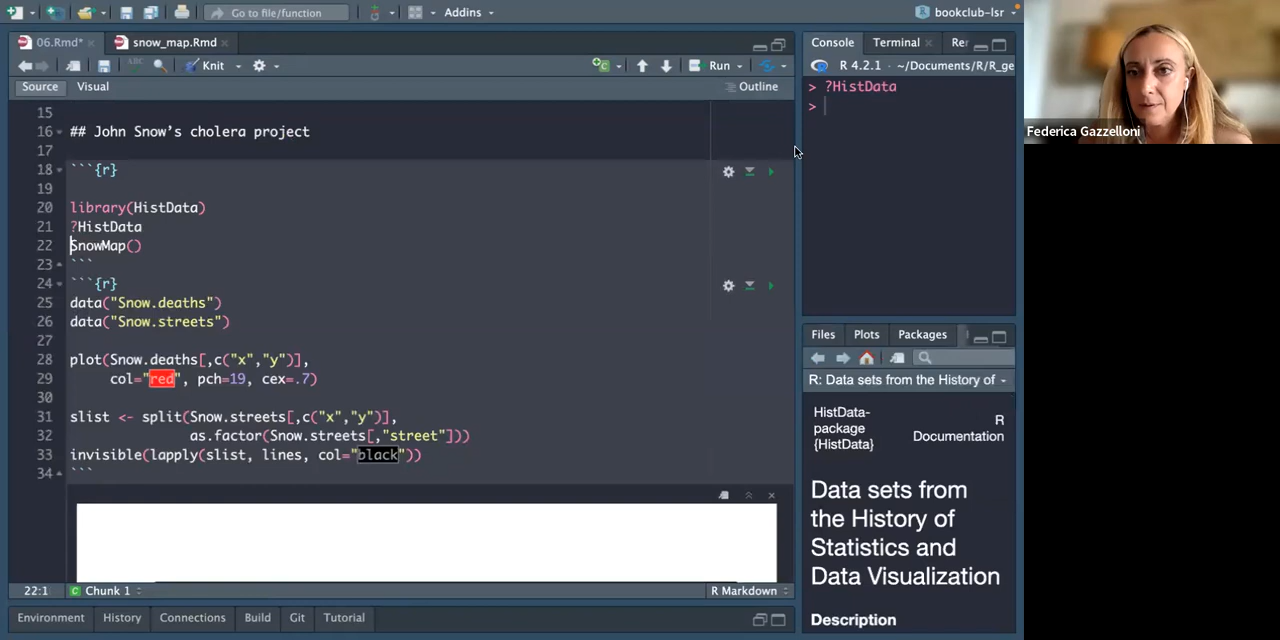 Go to file/function
Addins
bookclub-lsr
06.Rmd*
snow_map.Rmd
Knit
Run
Source
Visual
Outline
15
16 ## John Snow's cholera project
17
18 ```{r}
19
20 library(HistData)
21 ?HistData
22 SnowMap()
23 ```
24 ```{r}
25 data("Snow.deaths")
26 data("Snow.streets")
27
28 plot(Snow.deaths[,c("x","y")],
29 col="red", pch=19, cex=.7)
30
31 slist <- split(Snow.streets[,c("x","y")],
32 as.factor(Snow.streets[,"street"]))
33 invisible(lapply(slist, lines, col="black"))
34 ```
22:1
Chunk 1
R Markdown
Environment
History
Connections
Build
Git
Tutorial
Console
Terminal
Re
R 4.2.1 · ~/Documents/R/R_ge
> ?HistData
>
Files
Plots
Packages
R: Data sets from the History of
HistData-
package
{HistData}
R
Documentation
Data sets from
the History of
Statistics and
Data Visualization
Description
Federica Gazzelloni